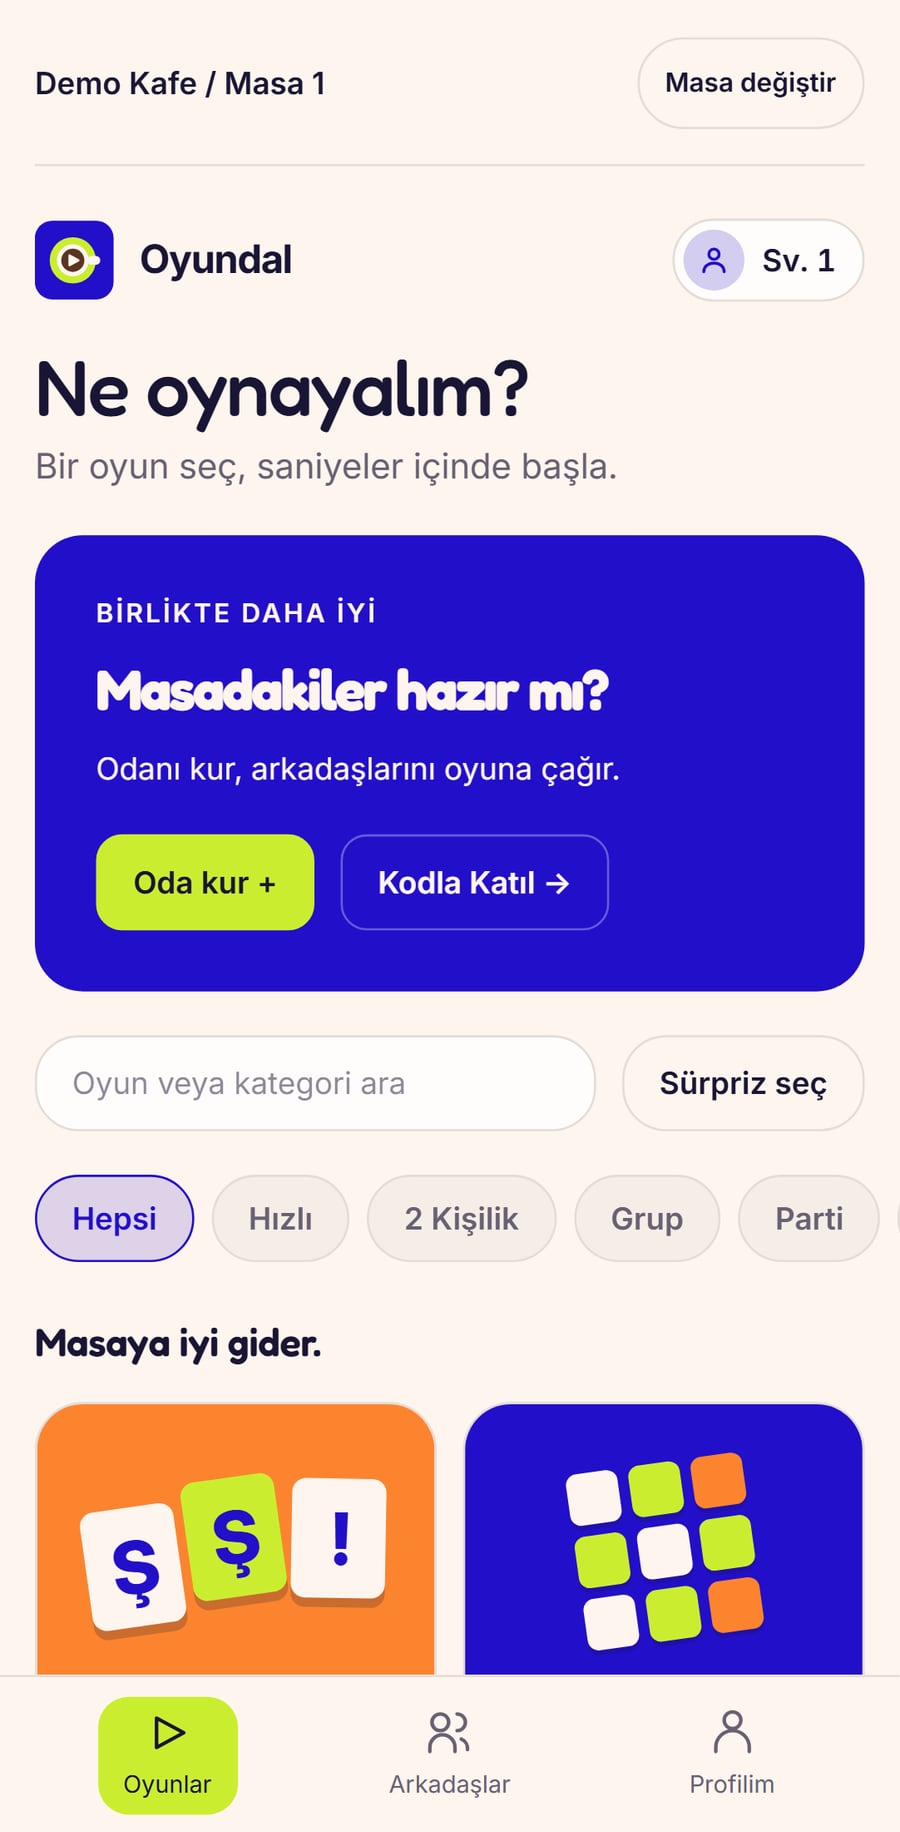 Demo Kafe / Masa 1
Masa değiştir
Oyundal
Sv. 1
Ne oynayalım?
Bir oyun seç, saniyeler içinde başla.
BİRLİKTE DAHA İYİ
Masadakiler hazır mı?
Odanı kur, arkadaşlarını oyuna çağır.
Oda kur +
Kodla Katıl →
Oyun veya kategori ara
Sürpriz seç
Hepsi
Hızlı
2 Kişilik
Grup
Parti
Masaya iyi gider.
Ş Ş !
Oyunlar
Arkadaşlar
Profilim